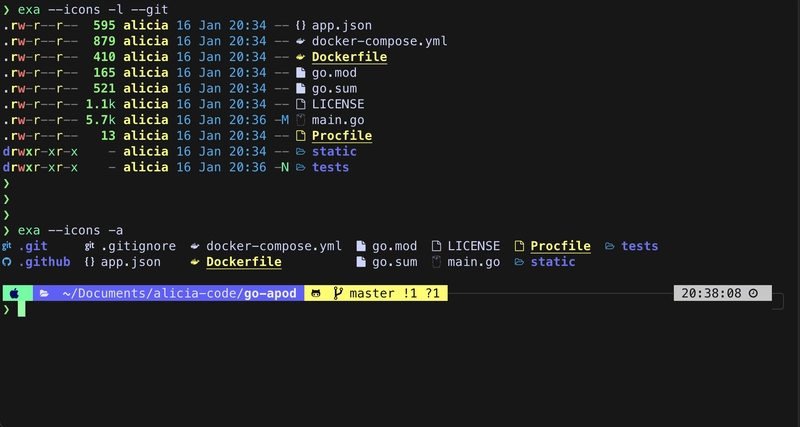 ❯ exa --icons -l --git
.rw-r--r-- 595 alicia 16 Jan 20:34 -- {} app.json
.rw-r--r-- 879 alicia 16 Jan 20:34 -- docker-compose.yml
.rw-r--r-- 410 alicia 16 Jan 20:34 -- Dockerfile
.rw-r--r-- 165 alicia 16 Jan 20:34 -- go.mod
.rw-r--r-- 521 alicia 16 Jan 20:34 -- go.sum
.rw-r--r-- 1.1k alicia 16 Jan 20:34 -- LICENSE
.rw-r--r-- 5.7k alicia 16 Jan 20:36 -M main.go
.rw-r--r-- 13 alicia 16 Jan 20:34 -- Procfile
drwxr-xr-x - alicia 16 Jan 20:34 -- static
drwxr-xr-x - alicia 16 Jan 20:36 -N tests
❯
❯
❯
❯ exa --icons -a
git .git git .gitignore docker-compose.yml go.mod LICENSE Procfile tests
.github {} app.json Dockerfile go.sum main.go static
~/Documents/alicia-code/go-apod master !1 ?1 20:38:08
❯